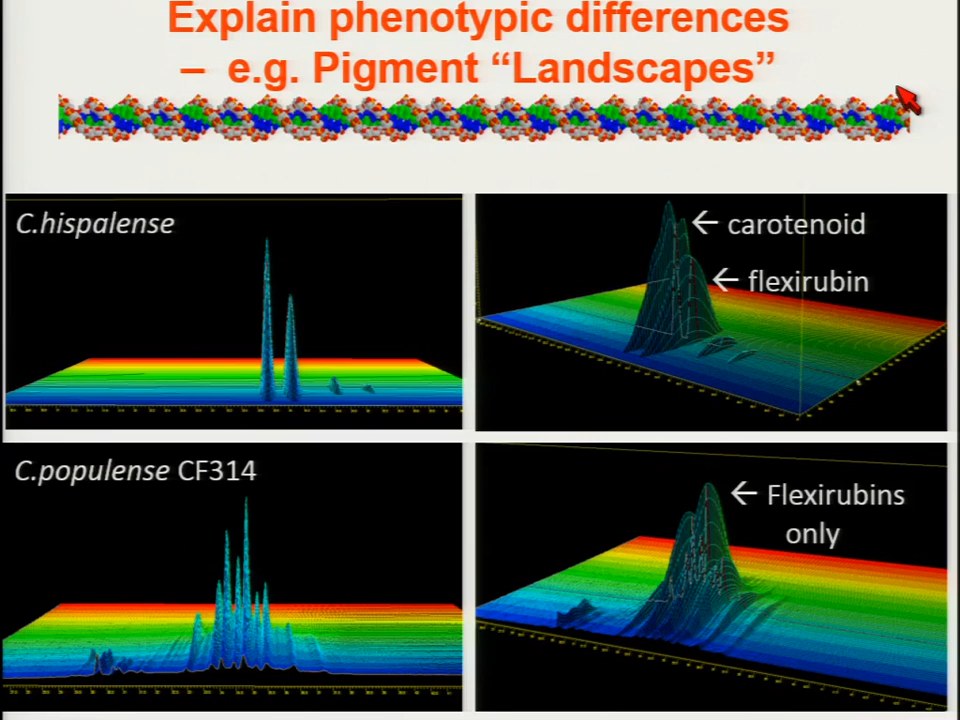 Explain phenotypic differences
– e.g. Pigment “Landscapes”
C.hispalense
← carotenoid
← flexirubin
C.populense CF314
← Flexirubins
only